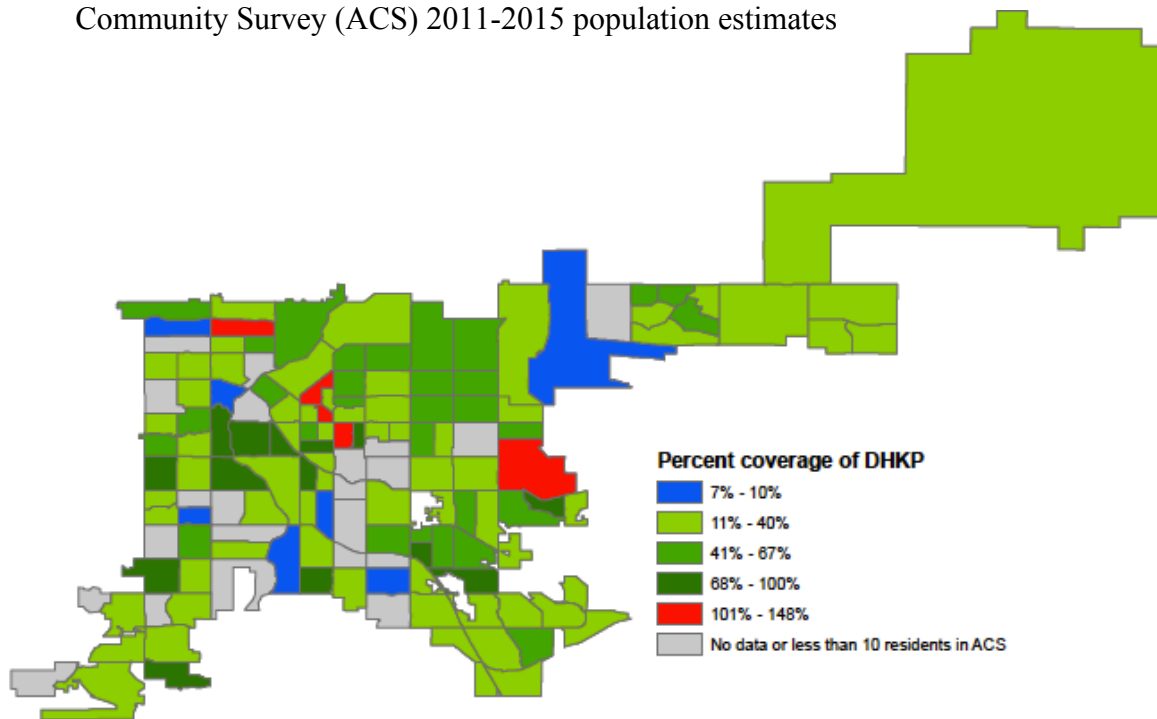 Community Survey (ACS) 2011-2015 population estimates
Percent coverage of DHKP
7% - 10%
11% - 40%
41% - 67%
68% - 100%
101% - 148%
No data or less than 10 residents in ACS